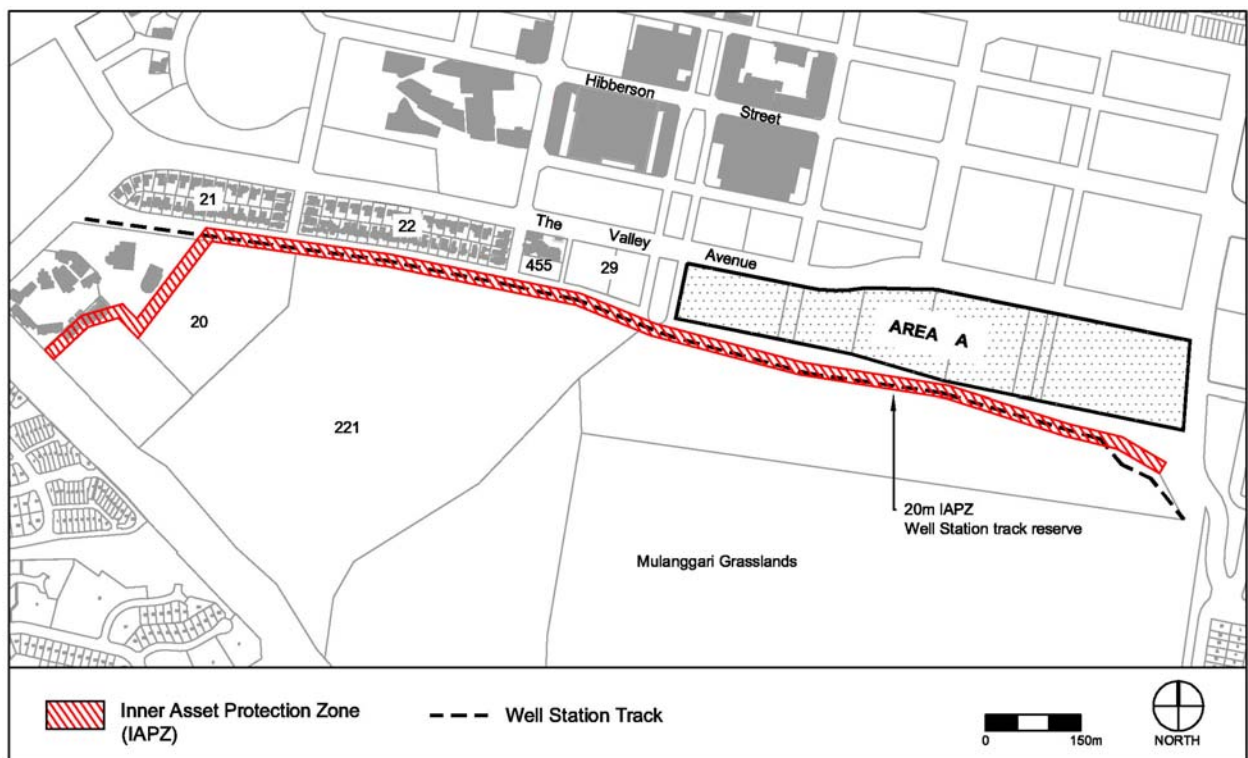 Hibberson
Street
21
22
The
Valley
Avenue
455
29
AREA A
20
221
20m IAPZ
Well Station track reserve
Mulanggari Grasslands
Inner Asset Protection Zone
(IAPZ)
Well Station Track
0
150m
NORTH